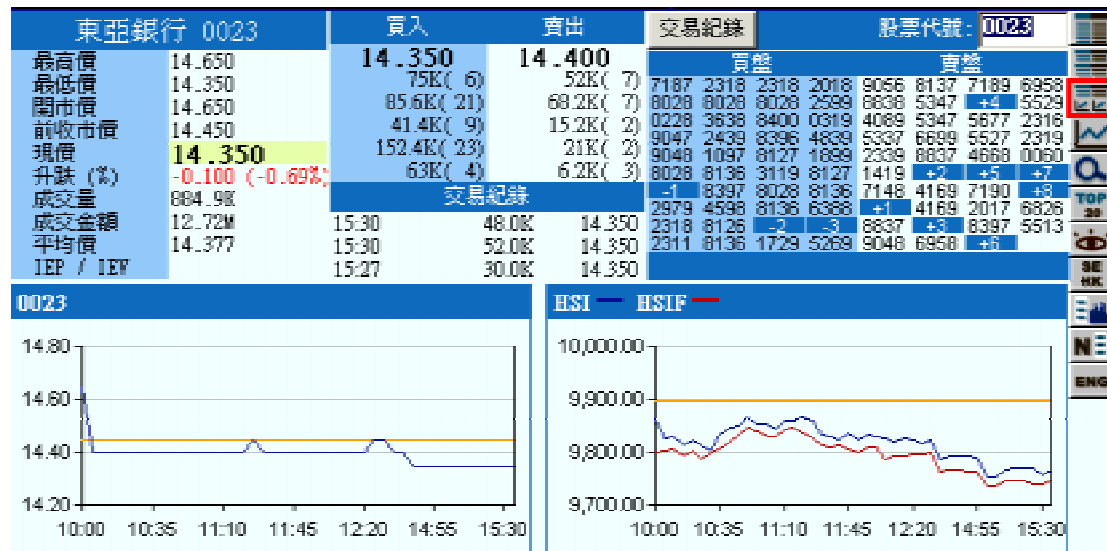 東亞銀行 0023
最高價 14.650
最低價 14.350
開市價 14.650
前收市價 14.450
現價 14.350
升跌 (%) -0.100 (-0.69%)
成交量 884.9K
成交金額 12.72M
平均價 14.377
IEP / IEV
買入 賣出
14.350 14.400
75K( 6) 52K( 7)
85.6K( 21) 68.2K( 7)
41.4K( 9) 15.2K( 2)
152.4K( 23) 21K( 2)
63K( 4) 6.2K( 3)
交易紀錄
15:30 48.0K 14.350
15:30 52.0K 14.350
15:27 30.0K 14.350
交易紀錄 股票代號: 0023
買盤 賣盤
7187 2318 2318 2018 9056 8137 7189 6958
8028 8028 8028 2599 8838 5347 +4 5529
0228 3638 8400 0319 4089 5347 5677 2316
9047 2439 8396 4839 5337 6699 5527 2319
9048 1097 8127 1899 2339 8837 4668 0060
8028 8136 3119 8127 1419 +2 +5 +7
-1 8397 8028 8136 7148 4169 7190 +8
2979 4598 8136 6388 +1 4169 2017 6826
2318 8126 -2 -3 8837 +3 8397 5513
2311 8136 1729 5269 9048 6958 +6
TOP
20
SE
HK
N
ENG
0023
14.80
14.60
14.40
14.20
10:00 10:35 11:10 11:45 12:20 14:55 15:30
HSI HSIF
10,000.00
9,900.00
9,800.00
9,700.00
10:00 10:35 11:10 11:45 12:20 14:55 15:30